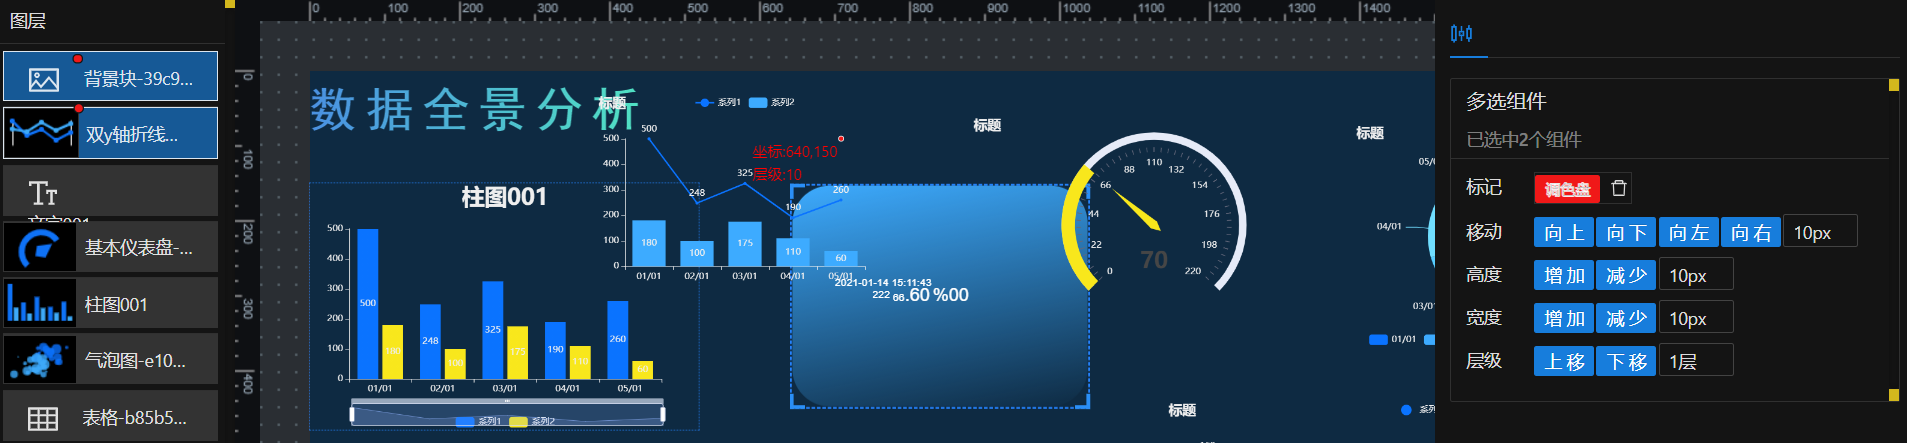 图层
背景块-39c9...
双y轴折线...
文字001
基本仪表盘-...
柱图001
气泡图-e10...
表格-b85b5...
0 100 200 300 400 500 600 700 800 900 1000 1100 1200 1300 1400
0
100
200
300
400
数据全景分析
标题
系列1 系列2
500
400
300
200
100
0
500
248
325
190
260
180
100
175
110
60
01/01 02/01 03/01 04/01 05/01
坐标:640,150
层级:10
柱图001
500
400
300
200
100
0
500
180
248
100
325
175
190
110
260
60
01/01 02/01 03/01 04/01 05/01
系列1 系列2
2021-01-14 15:11:43
222 66.60 %00
标题
0
22
44
66
88
110
132
154
176
198
220
70
标题
标题
05/0
04/01
03/01
01/01
系列
多选组件
已选中2个组件
标记 调色盘
移动 向上 向下 向左 向右 10px
高度 增加 减少 10px
宽度 增加 减少 10px
层级 上移 下移 1层